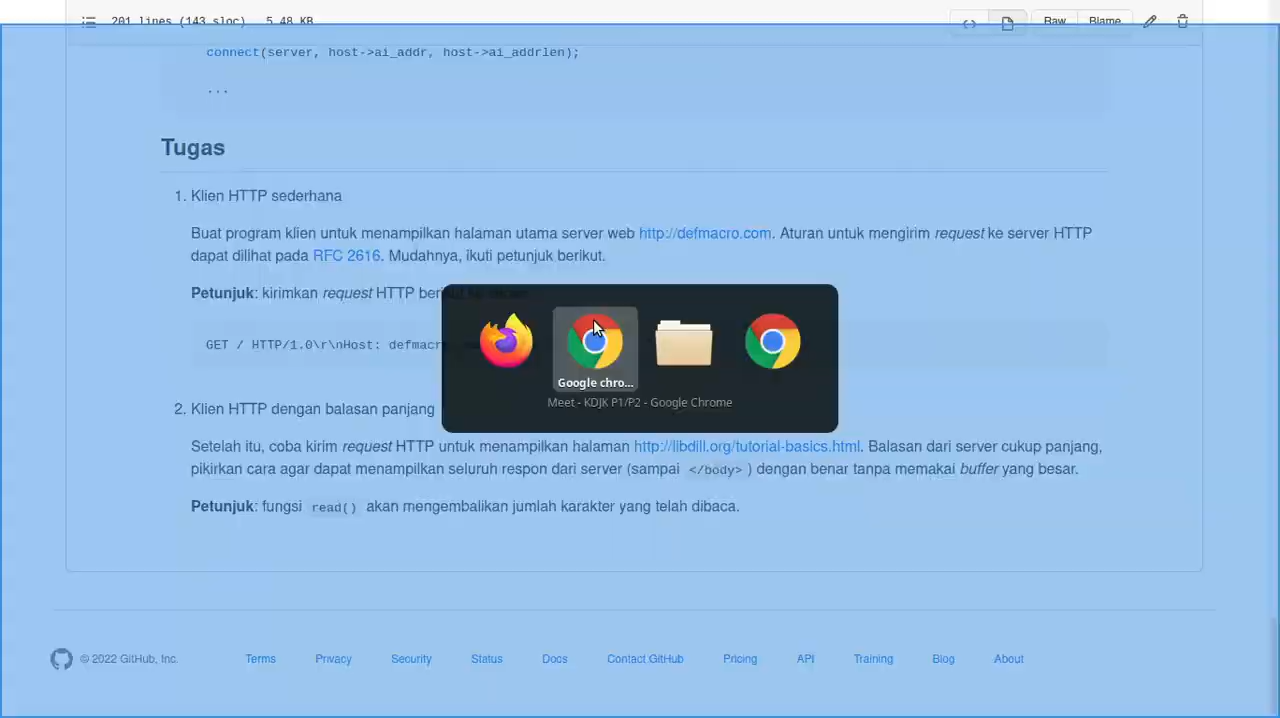 201 lines (143 sloc) 5.48 KB
Raw
Blame
connect(server, host->ai_addr, host->ai_addrlen);
...
Tugas
1. Klien HTTP sederhana
Buat program klien untuk menampilkan halaman utama server web http://defmacro.com. Aturan untuk mengirim request ke server HTTP
dapat dilihat pada RFC 2616. Mudahnya, ikuti petunjuk berikut.
Petunjuk: kirimkan request HTTP
GET / HTTP/1.0\r\nHost:
Google chro...
Meet - KDJK P1/P2 - Google Chrome
2. Klien HTTP dengan balasan panjang
Setelah itu, coba kirim request HTTP untuk menampilkan halaman http://libdill.org/tutorial-basics.html. Balasan dari server cukup panjang,
pikirkan cara agar dapat menampilkan seluruh respon dari server (sampai </body>) dengan benar tanpa memakai buffer yang besar.
Petunjuk: fungsi read() akan mengembalikan jumlah karakter yang telah dibaca.
© 2022 GitHub, Inc.
Terms
Privacy
Security
Status
Docs
Contact GitHub
Pricing
API
Training
Blog
About